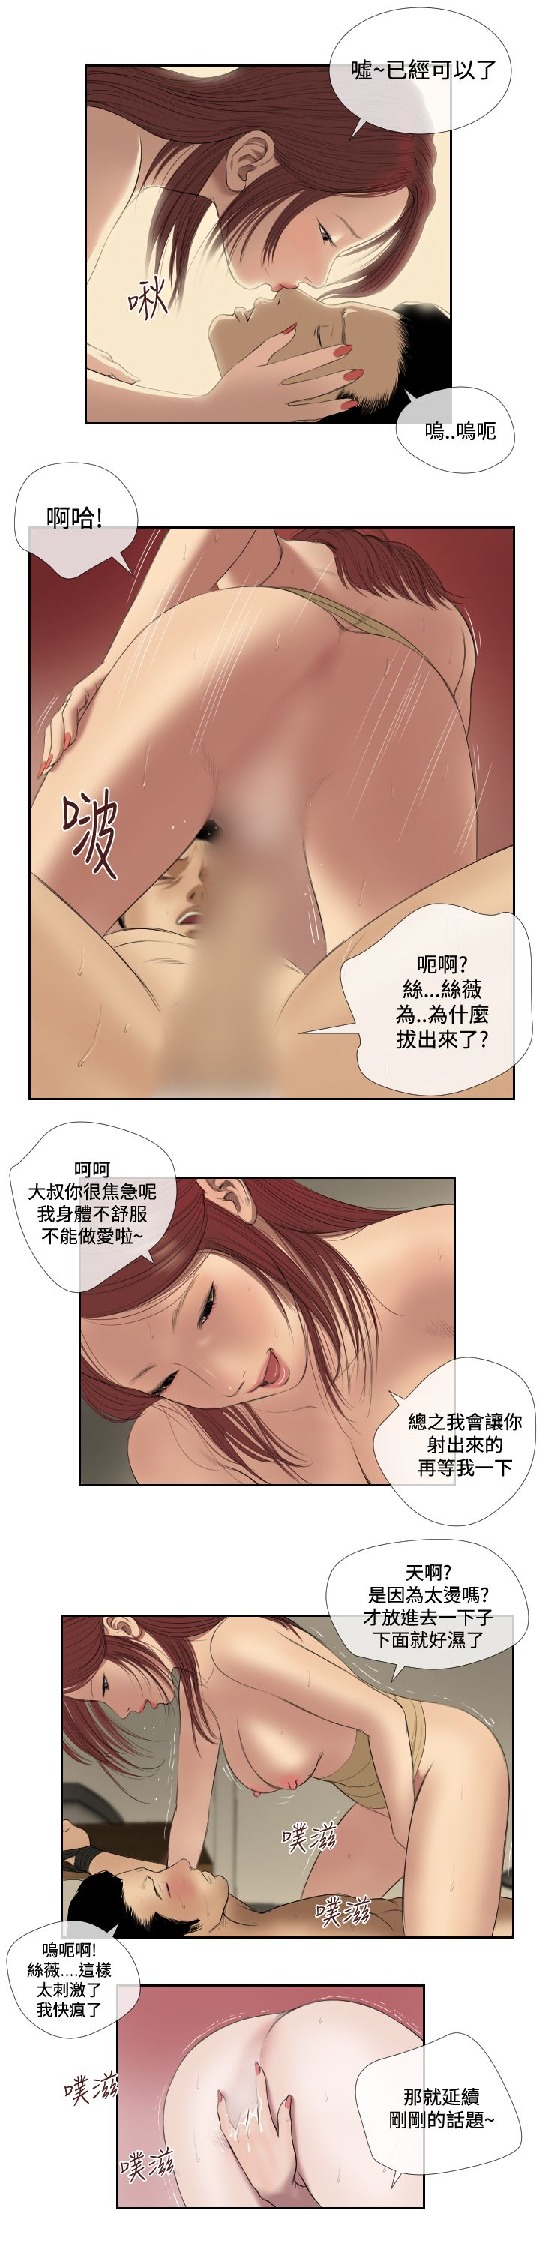 噓~已經可以了
啾
嗚..嗚呃
啊哈!
啵
呃啊?
絲...絲薇
為..為什麼
拔出來了?
呵呵
大叔你很焦急呢
我身體不舒服
不能做愛啦~
總之我會讓你
射出來的
再等我一下
天啊?
是因為太燙嗎?
才放進去一下子
下面就好濕了
噗滋
噗滋
嗚呃啊!
絲薇....這樣
太刺激了
我快瘋了
噗滋
噗滋
那就延續
剛剛的話題~